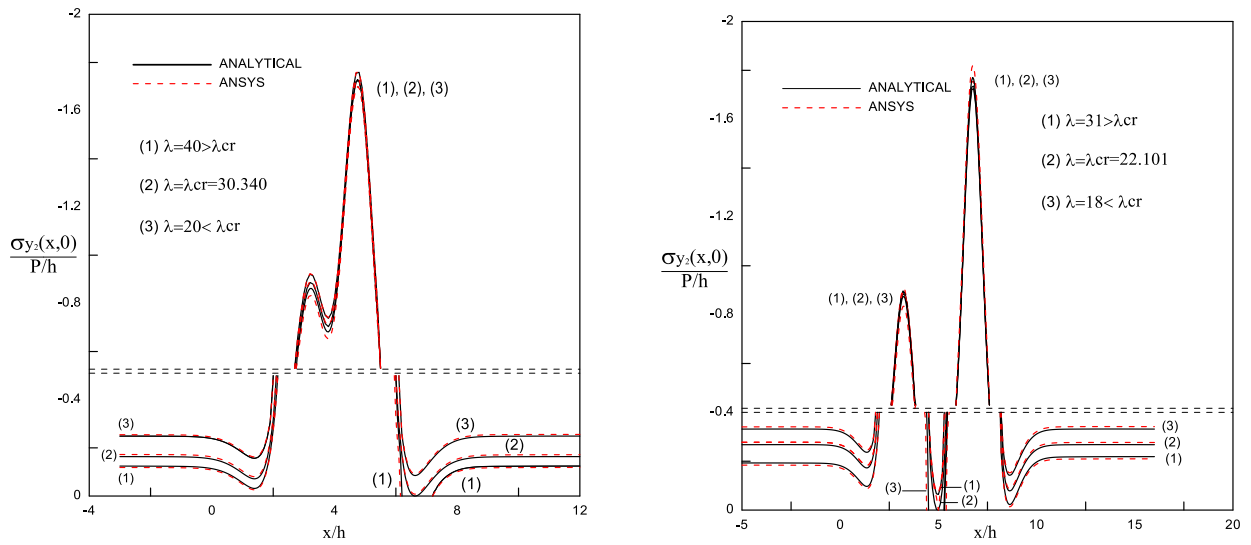 -2
ANALYTICAL
ANSYS
-1.6
(1), (2), (3)
(1) λ=40>λcr
(2) λ=λcr=30.340
-1.2
(3) λ=20< λcr
σy₂(x,0)
P/h
-0.8
-0.4
(3)
(2)
(1)
(3)
(2)
(1)
(1)
0
-4
0
4
8
12
x/h
-2
ANALYTICAL
ANSYS
(1), (2), (3)
-1.6
(1) λ=31>λcr
(2) λ=λcr=22.101
-1.2
(3) λ=18< λcr
σy₂(x,0)
P/h
(1), (2), (3)
-0.8
-0.4
(3)
(2)
(1)
(3)
(1)
(2)
0
-5
0
5
10
15
20
x/h